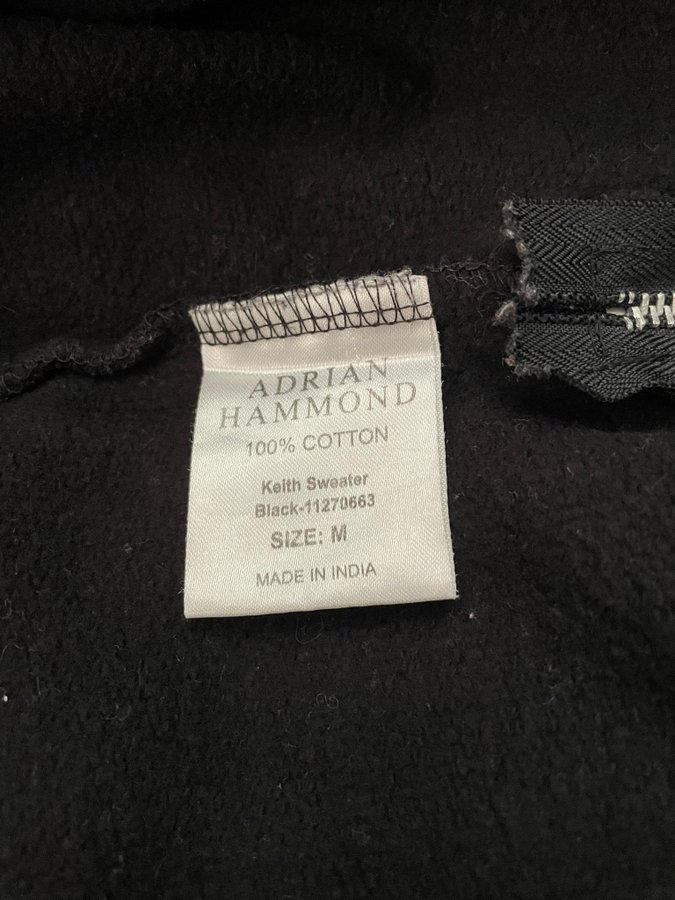 ADRIAN
HAMMOND
100% COTTON
Keith Sweater
Black-11270663
SIZE: M
MADE IN INDIA